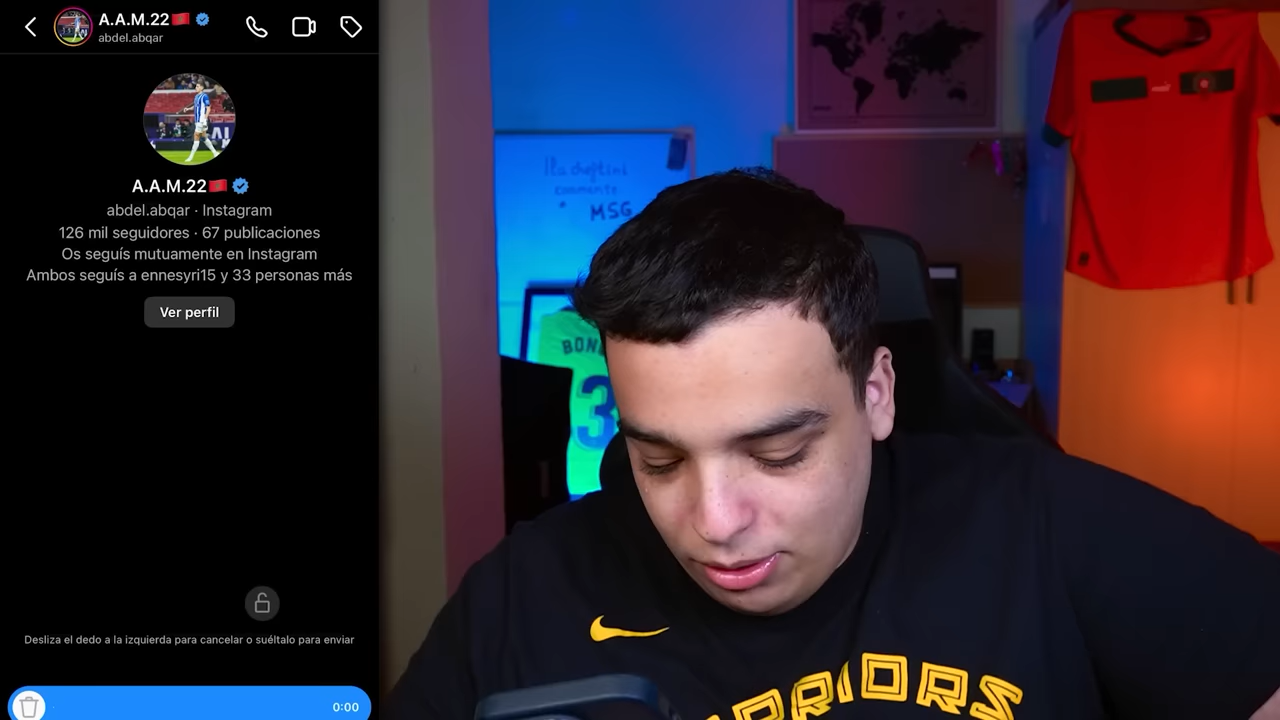 A.A.M.22🇲🇦
abdel.abqar
A.A.M.22🇲🇦
abdel.abqar · Instagram
126 mil seguidores · 67 publicaciones
Os seguís mutuamente en Instagram
Ambos seguís a ennesyri15 y 33 personas más
Ver perfil
Desliza el dedo a la izquierda para cancelar o suéltalo para enviar
0:00
MSG
BON
3
RRIORS